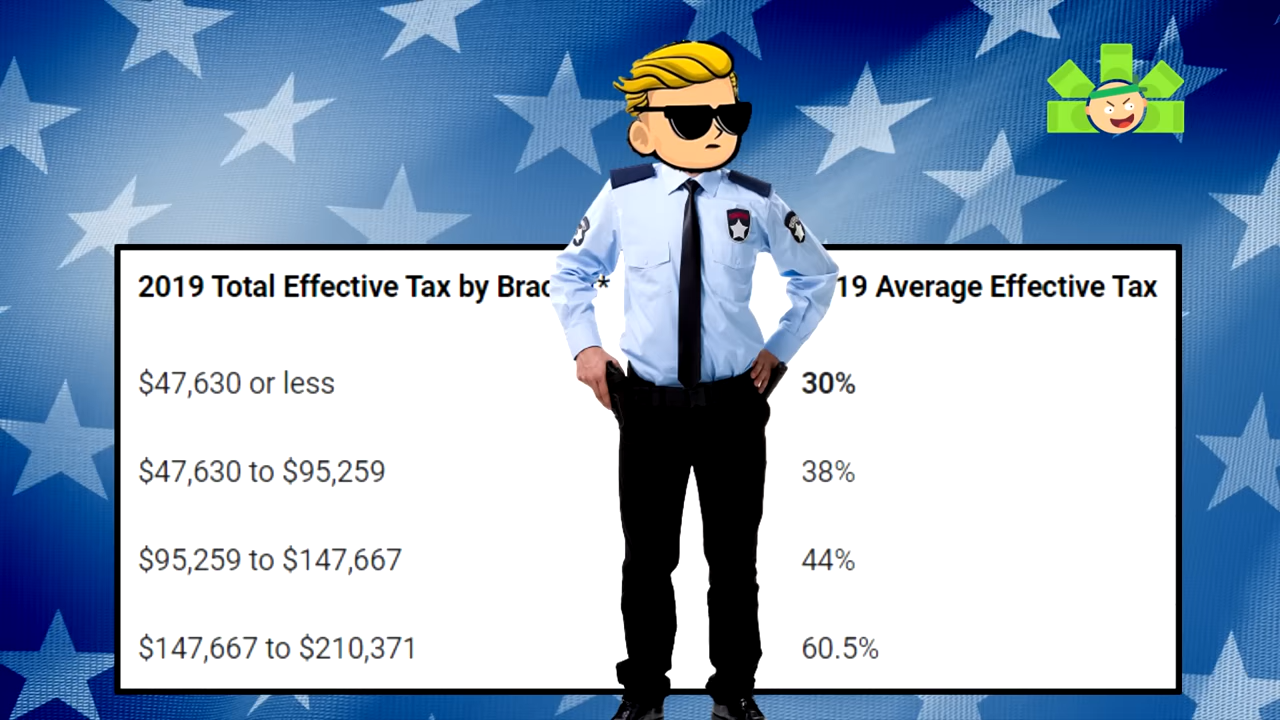 2019 Total Effective Tax by Brac *
19 Average Effective Tax
$47,630 or less
30%
$47,630 to $95,259
38%
$95,259 to $147,667
44%
$147,667 to $210,371
60.5%